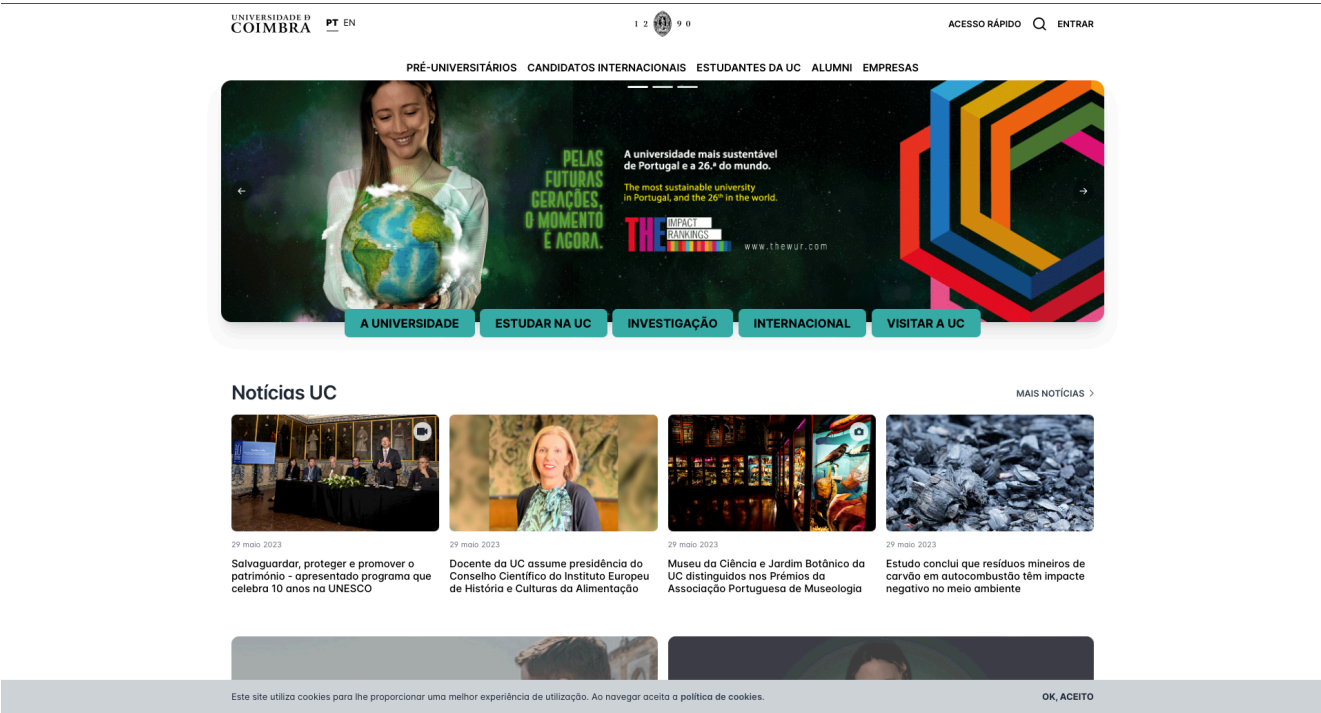 UNIVERSIDADE Ð
COIMBRA
PT EN
1 2 9 0
ACESSO RÁPIDO
ENTRAR
PRÉ-UNIVERSITÁRIOS CANDIDATOS INTERNACIONAIS ESTUDANTES DA UC ALUMNI EMPRESAS
PELAS
FUTURAS
GERAÇÕES,
O MOMENTO
É AGORA.
A universidade mais sustentável
de Portugal e a 26.ª do mundo.
The most sustainable university
in Portugal, and the 26th in the world.
THE IMPACT
RANKINGS
www.thewur.com
A UNIVERSIDADE
ESTUDAR NA UC
INVESTIGAÇÃO
INTERNACIONAL
VISITAR A UC
Notícias UC
MAIS NOTÍCIAS
29 maio 2023
Salvaguardar, proteger e promover o
património - apresentado programa que
celebra 10 anos na UNESCO
29 maio 2023
Docente da UC assume presidência do
Conselho Científico do Instituto Europeu
de História e Culturas da Alimentação
29 maio 2023
Museu da Ciência e Jardim Botânico da
UC distinguidos nos Prémios da
Associação Portuguesa de Museologia
29 maio 2023
Estudo conclui que resíduos mineiros de
carvão em autocombustão têm impacte
negativo no meio ambiente
Este site utiliza cookies para lhe proporcionar uma melhor experiência de utilização. Ao navegar aceita a política de cookies.
OK, ACEITO